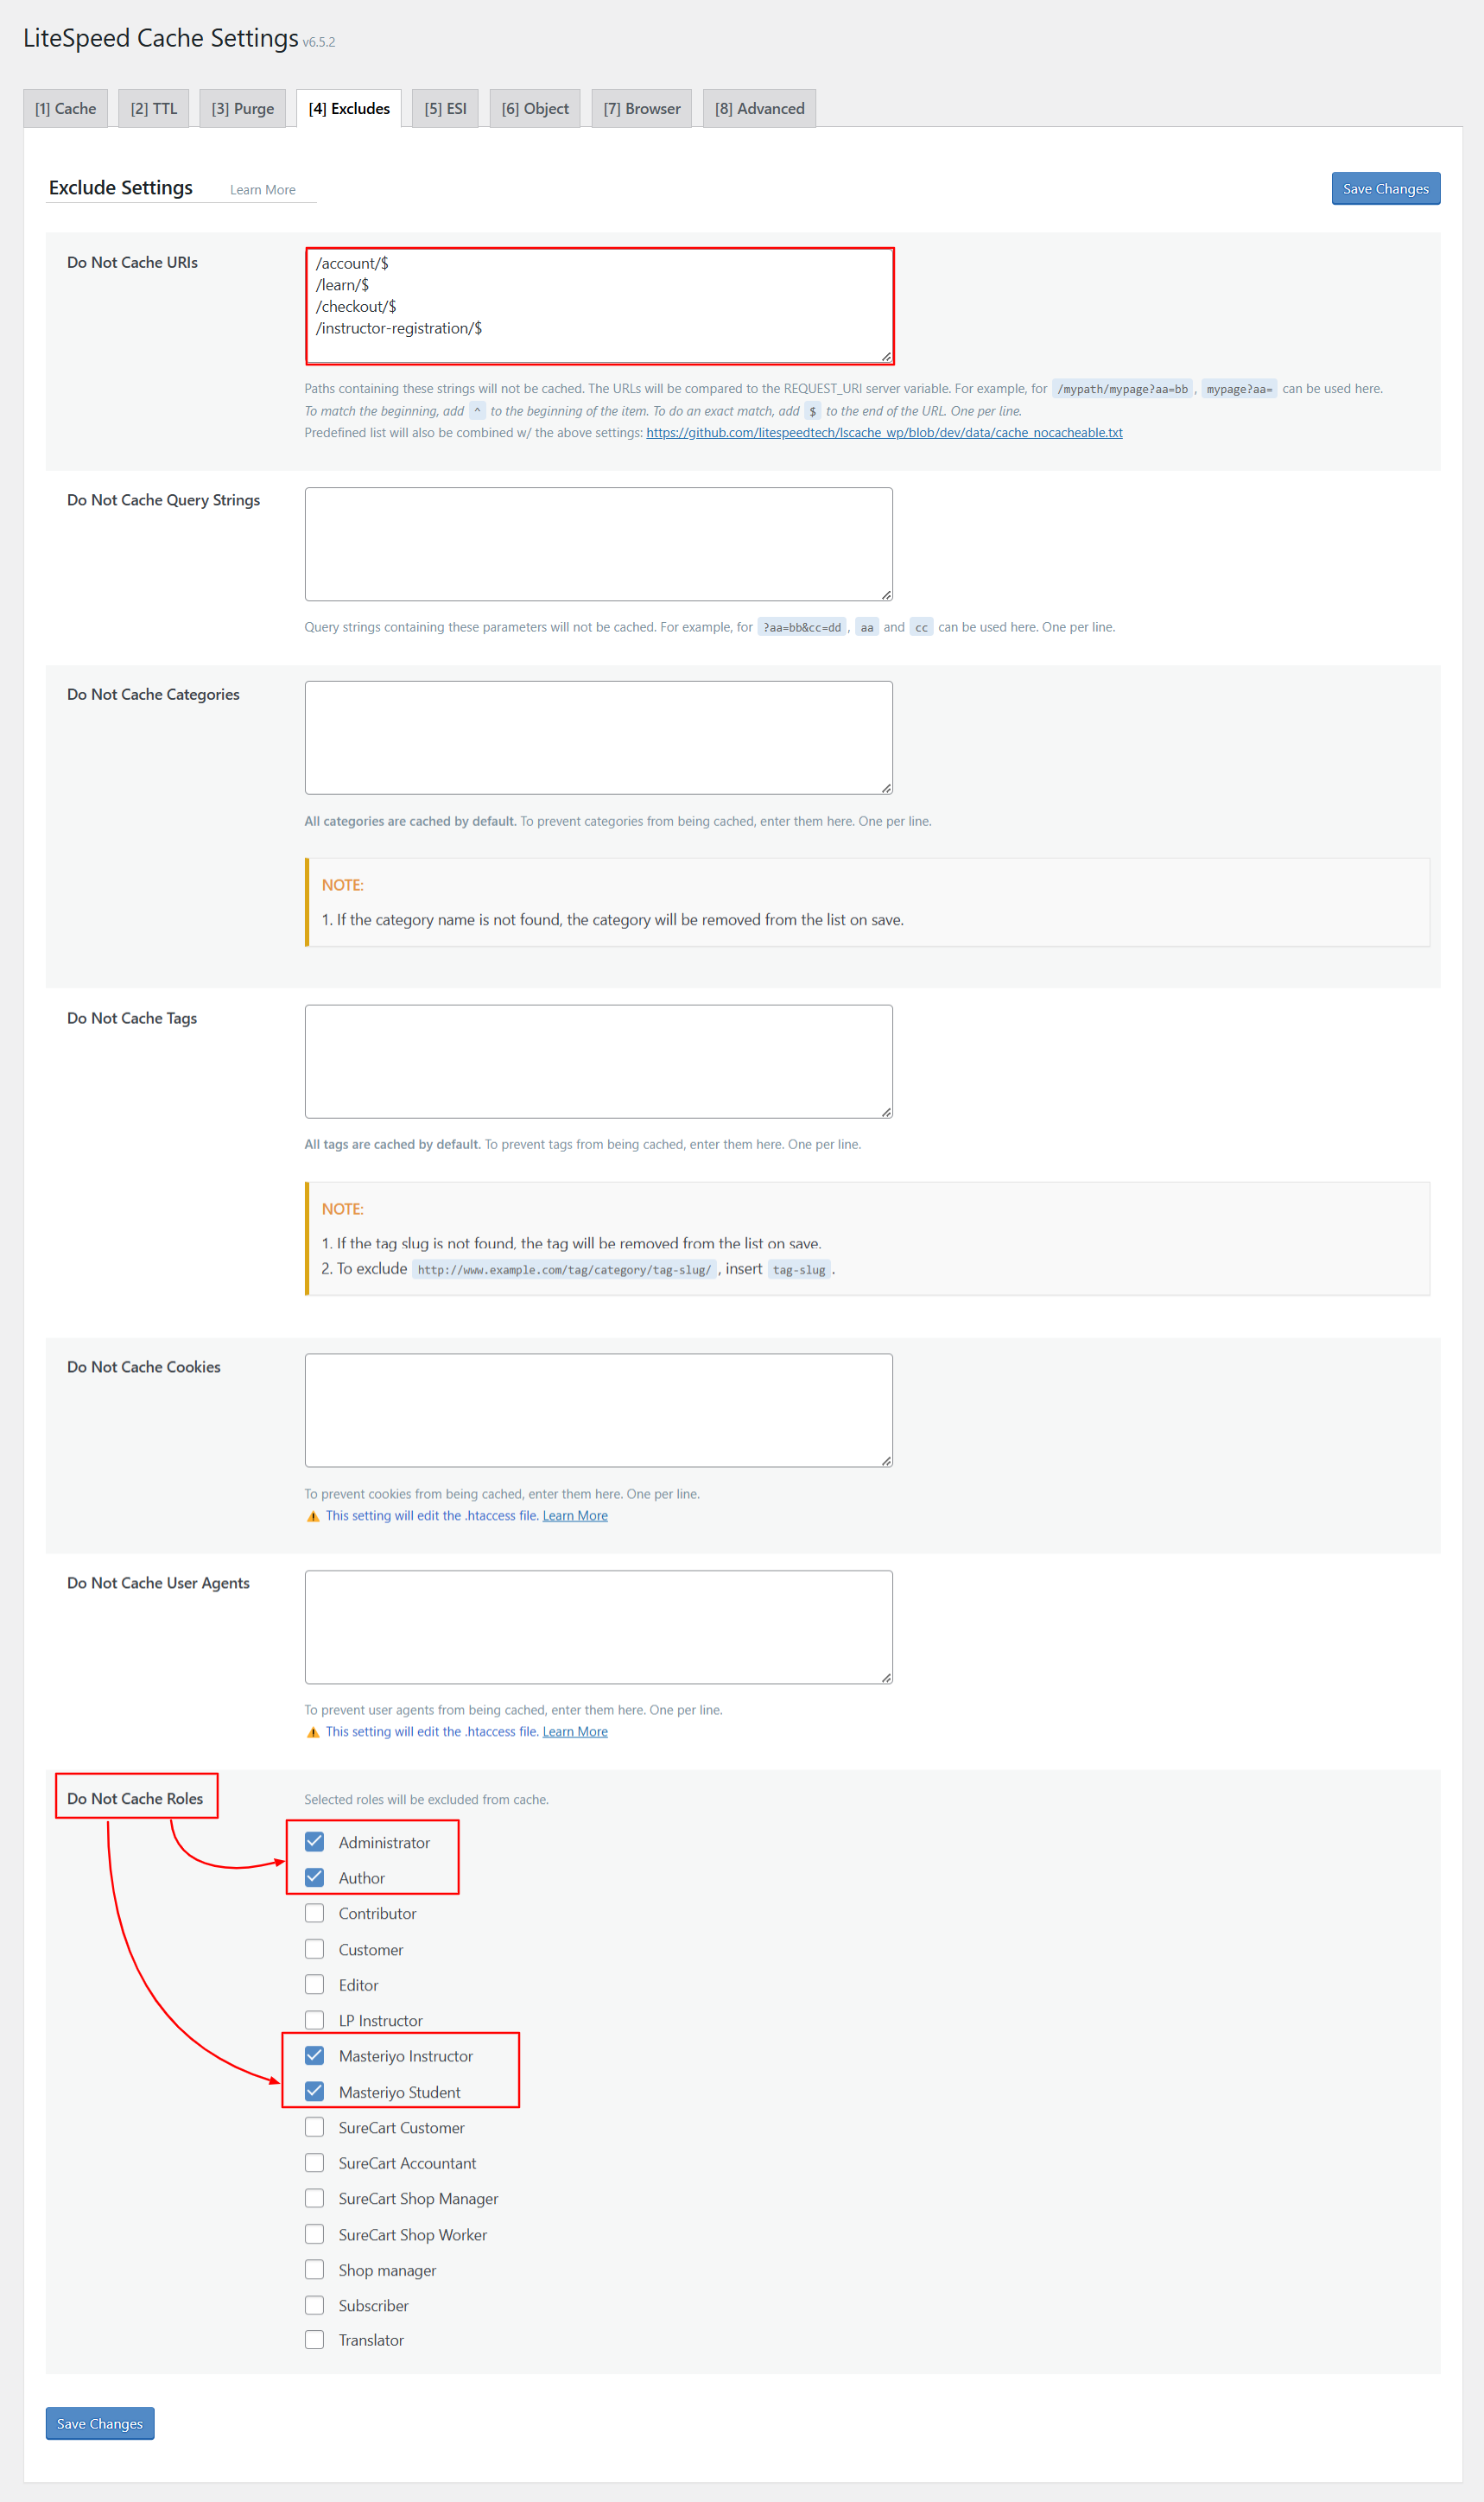 LiteSpeed Cache Settings v6.5.2
[1] Cache [2] TTL [3] Purge [4] Excludes [5] ESI [6] Object [7] Browser [8] Advanced
Exclude Settings Learn More Save Changes
Do Not Cache URIs
/account/$
/learn/$
/checkout/$
/instructor-registration/$
Paths containing these strings will not be cached. The URLs will be compared to the REQUEST_URI server variable. For example, for /mypath/mypage?aa=bb, mypage?aa= can be used here.
To match the beginning, add ^ to the beginning of the item. To do an exact match, add $ to the end of the URL. One per line.
Predefined list will also be combined w/ the above settings: https://github.com/litespeedtech/lscache_wp/blob/dev/data/cache_nocacheable.txt
Do Not Cache Query Strings
Query strings containing these parameters will not be cached. For example, for ?aa=bb&cc=dd, aa and cc can be used here. One per line.
Do Not Cache Categories
All categories are cached by default. To prevent categories from being cached, enter them here. One per line.
NOTE:
1. If the category name is not found, the category will be removed from the list on save.
Do Not Cache Tags
All tags are cached by default. To prevent tags from being cached, enter them here. One per line.
NOTE:
1. If the tag slug is not found, the tag will be removed from the list on save.
2. To exclude http://www.example.com/tag/category/tag-slug/, insert tag-slug.
Do Not Cache Cookies
To prevent cookies from being cached, enter them here. One per line.
This setting will edit the .htaccess file. Learn More
Do Not Cache User Agents
To prevent user agents from being cached, enter them here. One per line.
This setting will edit the .htaccess file. Learn More
Do Not Cache Roles
Selected roles will be excluded from cache.
Administrator
Author
Contributor
Customer
Editor
LP Instructor
Masteriyo Instructor
Masteriyo Student
SureCart Customer
SureCart Accountant
SureCart Shop Manager
SureCart Shop Worker
Shop manager
Subscriber
Translator
Save Changes